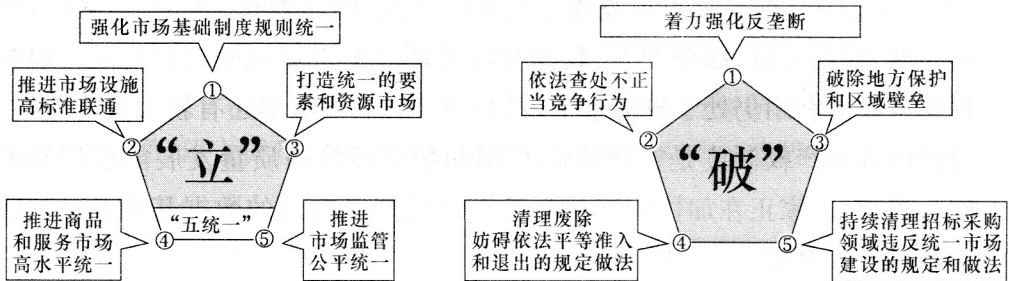 强化市场基础制度规则统一
①
推进市场设施
高标准联通
②
打造统一的要
素和资源市场
③
“立”
“五统一”
推进商品
和服务市场
高水平统一
④
⑤
推进
市场监管
公平统一
着力强化反垄断
①
依法查处不正
当竞争行为
②
破除地方保护
和区域壁垒
③
“破”
清理废除
妨碍依法平等准入
和退出的规定做法
④
⑤
持续清理招标采购
领域违反统一市场
建设的规定和做法